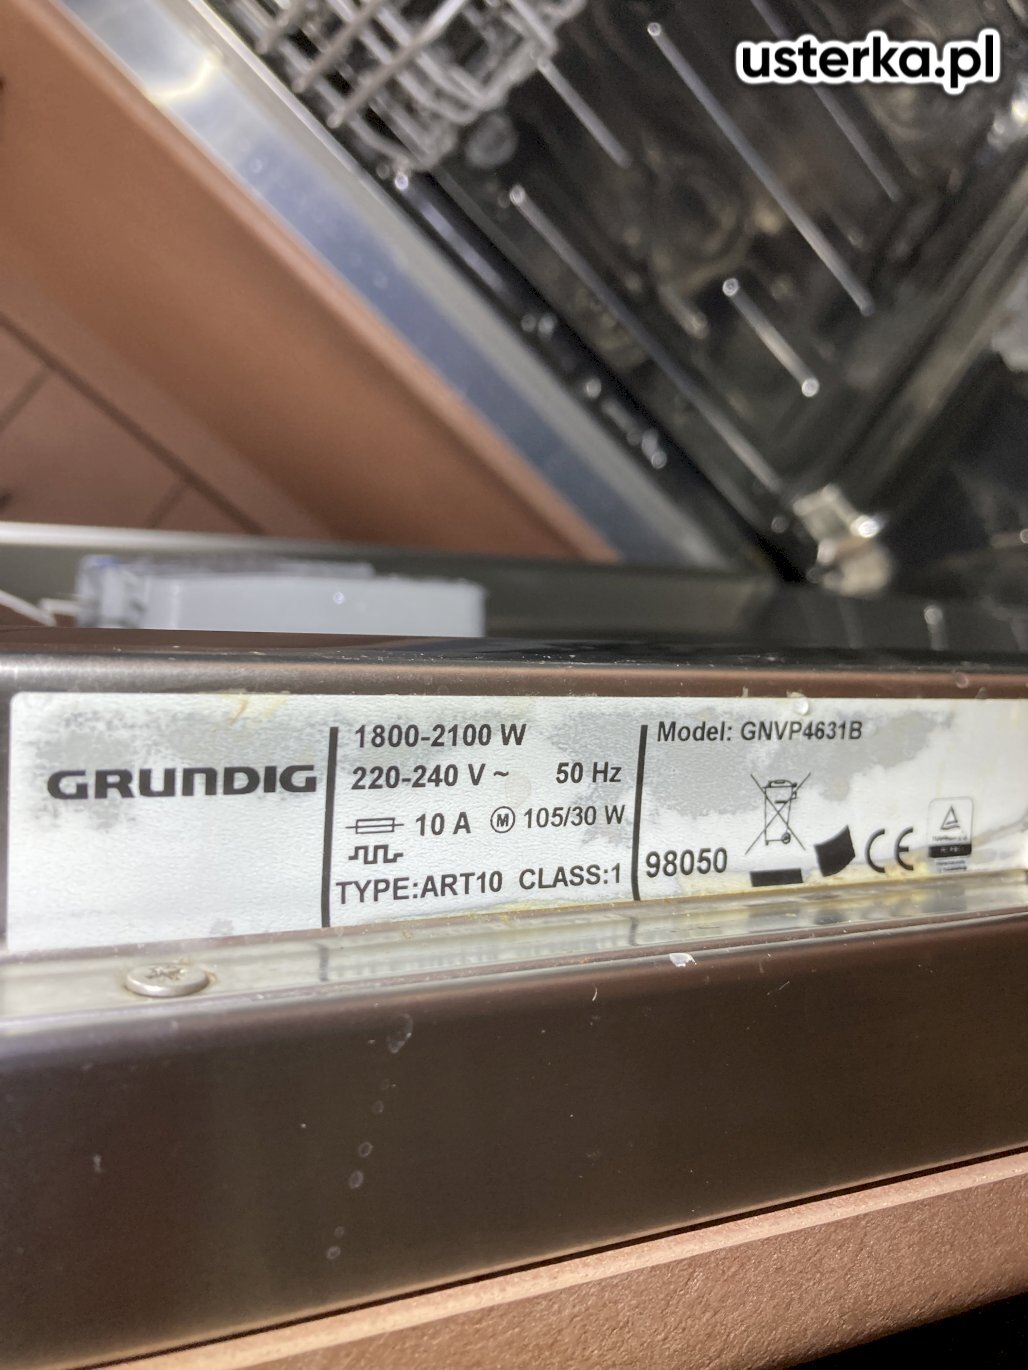 usterka.pl
GRUNDIG
1800-2100 W
220-240 V ~ 50 Hz
10 A M 105/30 W
TYPE:ART10 CLASS:1
Model: GNVP4631B
98050
CE